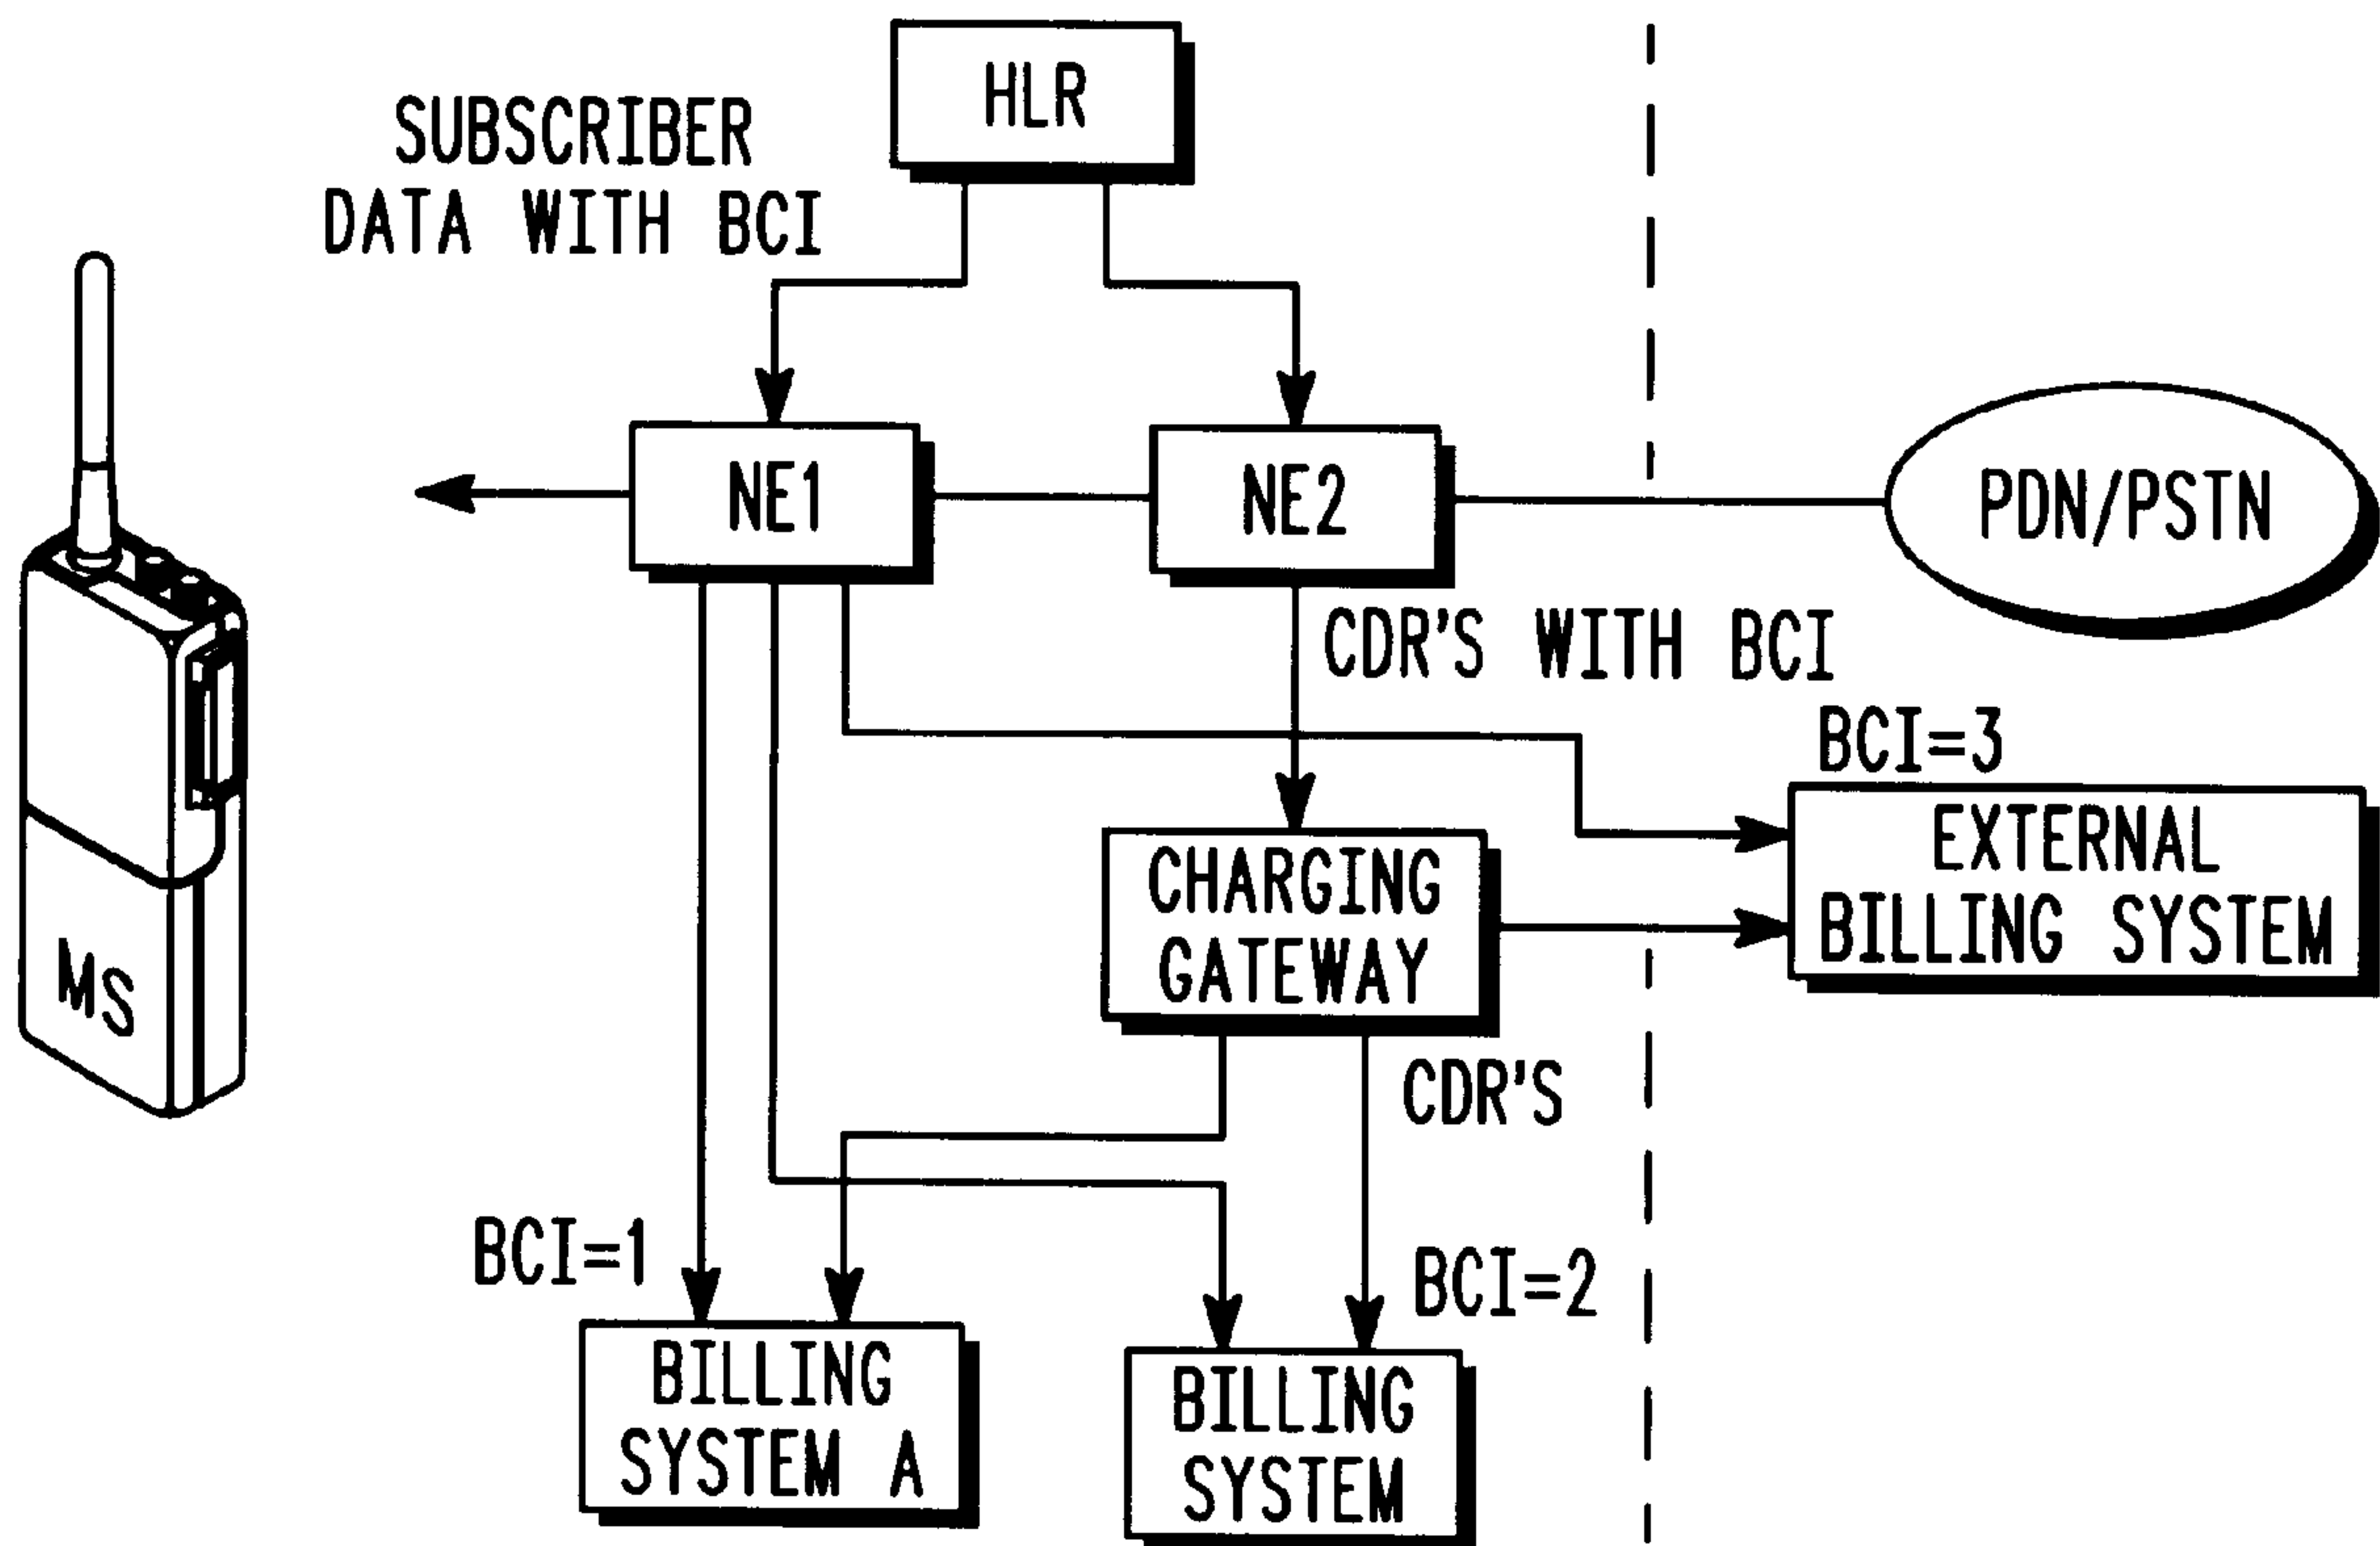 HLR
SUBSCRIBER
DATA WITH BCI
NE1
NE2
PDN/PSTN
CDR'S WITH BCI
BCI=3
EXTERNAL
BILLING SYSTEM
CHARGING
GATEWAY
MS
CDR'S
BCI=1
BCI=2
BILLING
SYSTEM A
BILLING
SYSTEM